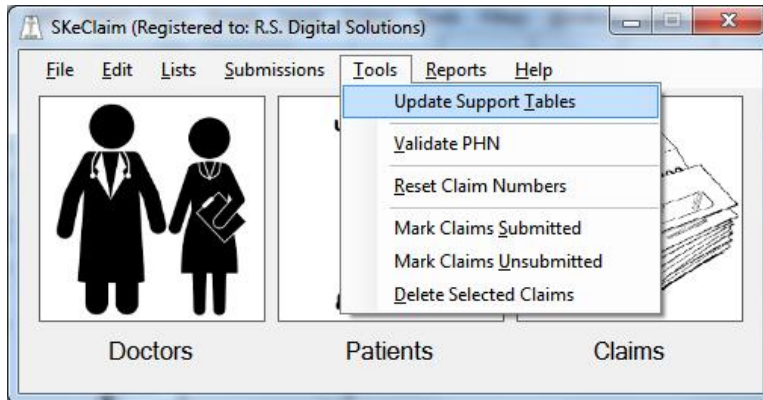 SKeClaim (Registered to: R.S. Digital Solutions)
File Edit Lists Submissions Tools Reports Help
Update Support Tables
Validate PHN
Reset Claim Numbers
Mark Claims Submitted
Mark Claims Unsubmitted
Delete Selected Claims
Doctors Patients Claims